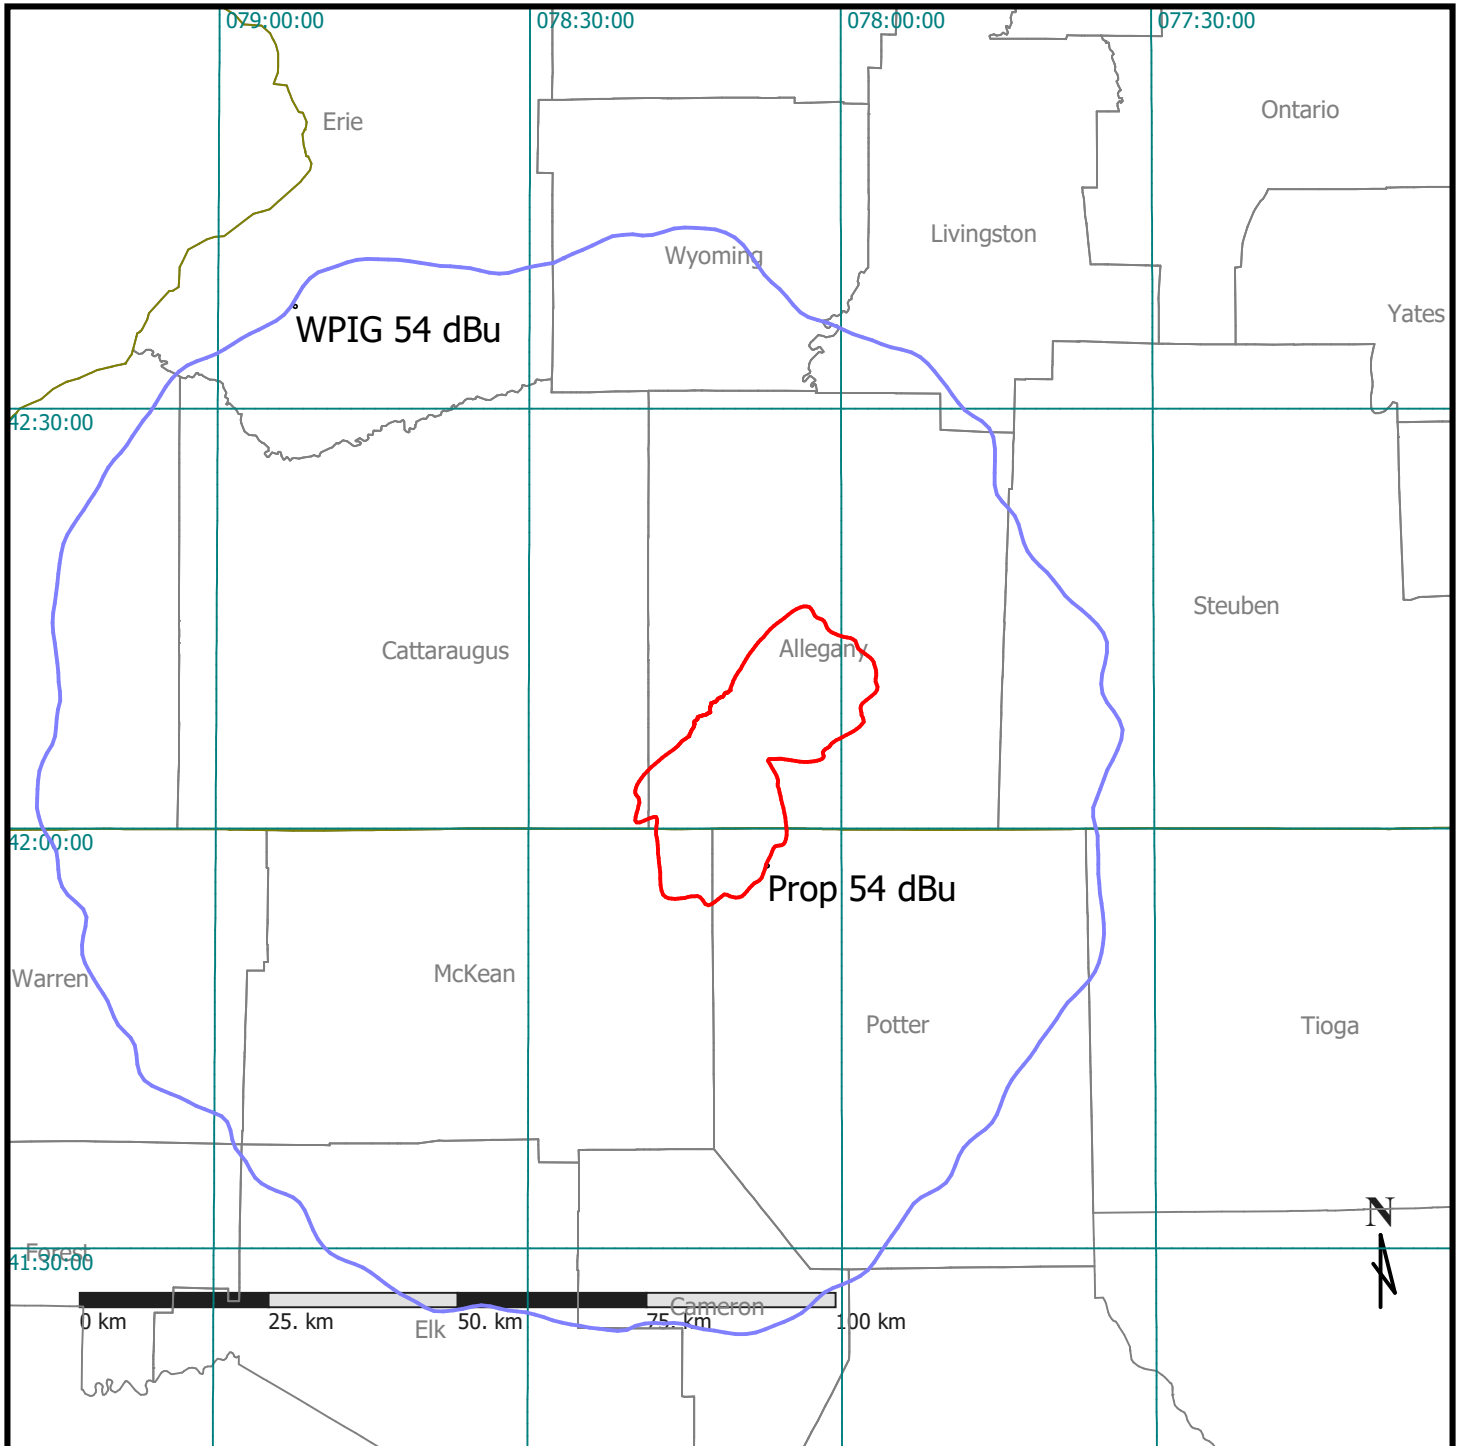 079:00:00
078:30:00
078:00:00
077:30:00
Erie
Ontario
Livingston
Wyoming
Yates
WPIG 54 dBu
42:30:00
Steuben
Cattaraugus
Allegany
42:00:00
Prop 54 dBu
Warren
McKean
Potter
Tioga
N
Forest
41:30:00
Cameron
0 km
25. km
50. km
75. km
100 km
Elk